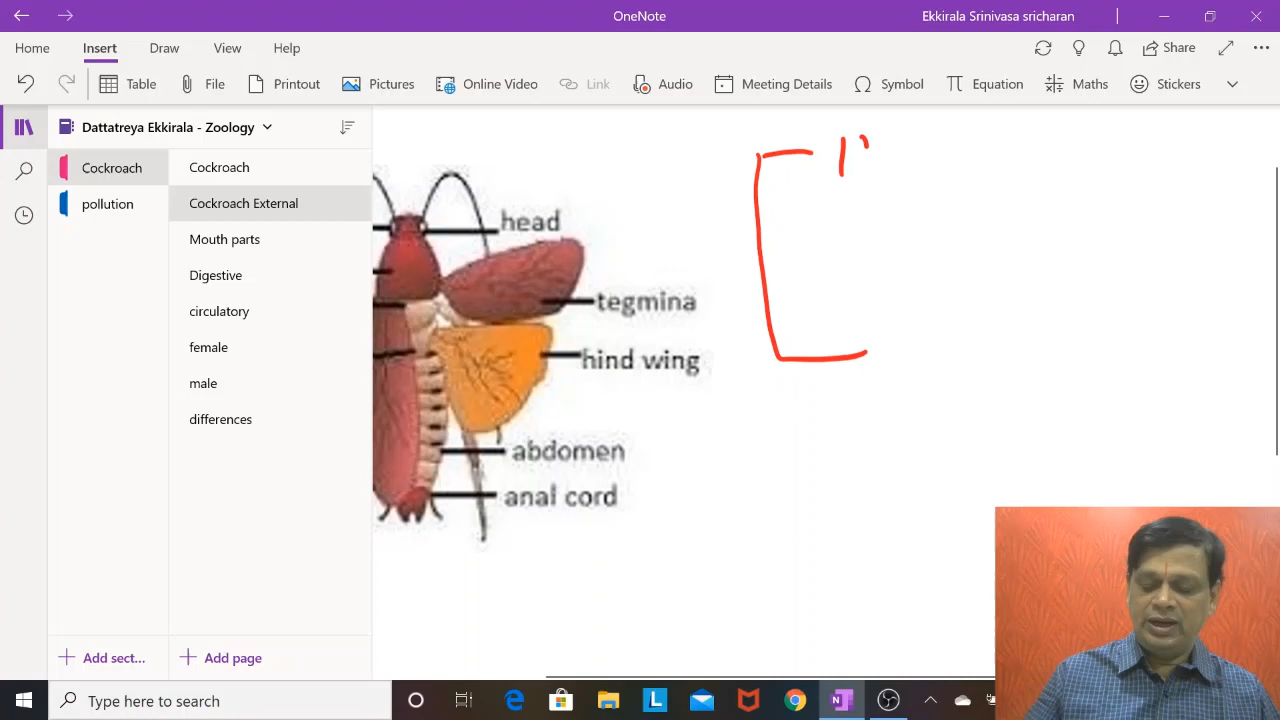 OneNote
Ekkirala Srinivasa sricharan
Home Insert Draw View Help
Share
Table File Printout Pictures Online Video Link Audio Meeting Details Symbol Equation Maths Stickers
Dattatreya Ekkirala - Zoology
Cockroach
pollution
Cockroach
Cockroach External
Mouth parts
Digestive
circulatory
female
male
differences
head
tegmina
hind wing
abdomen
anal cord
Add sect...
Add page
Type here to search